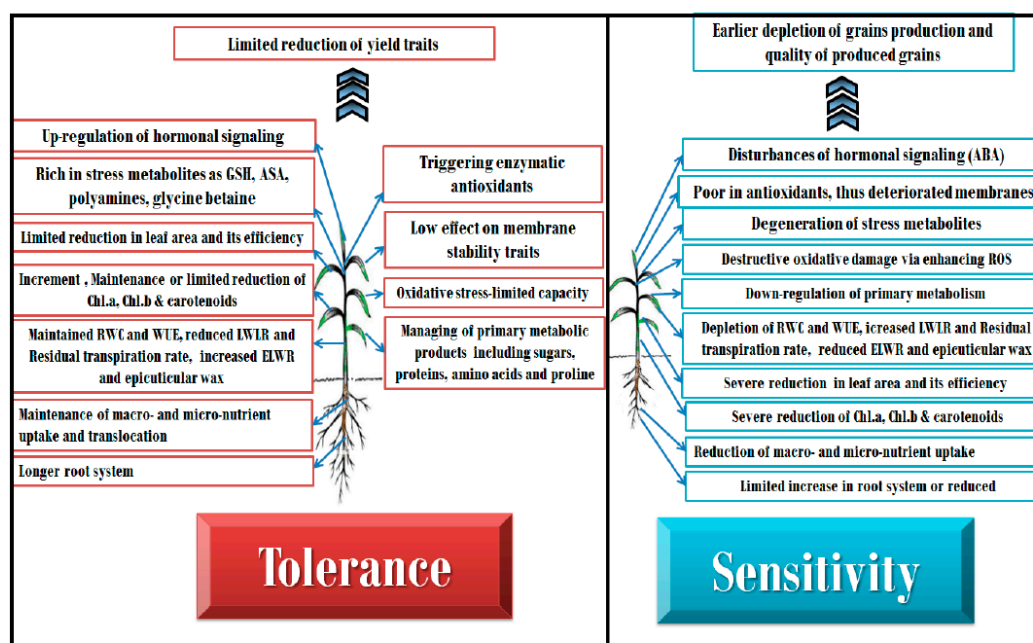 Limited reduction of yield traits
Up-regulation of hormonal signaling
Rich in stress metabolites as GSH, ASA,
polyamines, glycine betaine
Limited reduction in leaf area and its efficiency
Increment , Maintenance or limited reduction of
Chl.a, Chl.b & carotenoids
Maintained RWC and WUE, reduced LWLR and
Residual transpiration rate, increased ELWR
and epicuticular wax
Maintenance of macro- and micro-nutrient
uptake and translocation
Longer root system
Triggering enzymatic
antioxidants
Low effect on membrane
stability traits
Oxidative stress-limited capacity
Managing of primary metabolic
products including sugars,
proteins, amino acids and proline
Tolerance
Earlier depletion of grains production and
quality of produced grains
Disturbances of hormonal signaling (ABA)
Poor in antioxidants, thus deteriorated membranes
Degeneration of stress metabolites
Destructive oxidative damage via enhancing ROS
Down-regulation of primary metabolism
Depletion of RWC and WUE, icreased LWLR and Residual
transpiration rate, reduced ELWR and epicuticular wax
Severe reduction in leaf area and its efficiency
Severe reduction of Chl.a, Chl.b & carotenoids
Reduction of macro- and micro-nutrient uptake
Limited increase in root system or reduced
Sensitivity